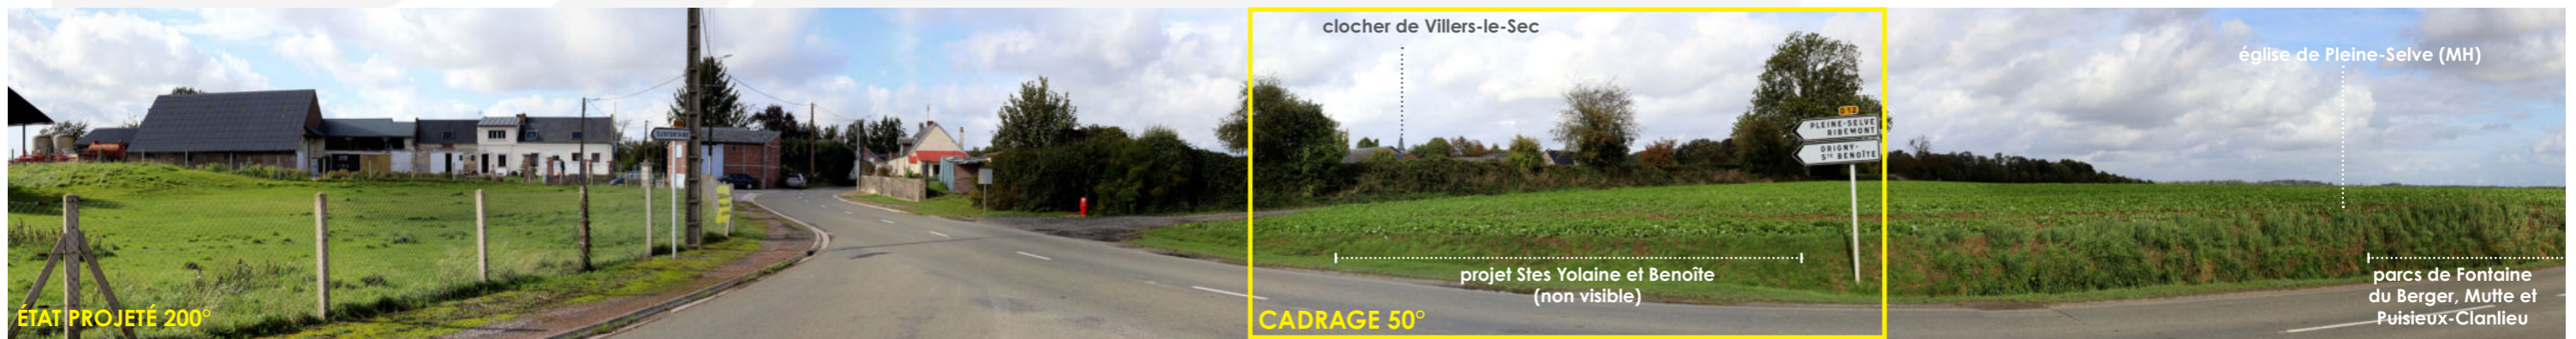 clocher de Villers-le-Sec
église de Pleine-Selve (MH)
D12
PLEINE-SELVE
RIBEMONT
ORIGNY-
STE BENOÎTE
projet Stes Yolaine et Benoîte
(non visible)
parcs de Fontaine
du Berger, Mutte et
Puisieux-Clanlieu
ÉTAT PROJETÉ 200°
CADRAGE 50°